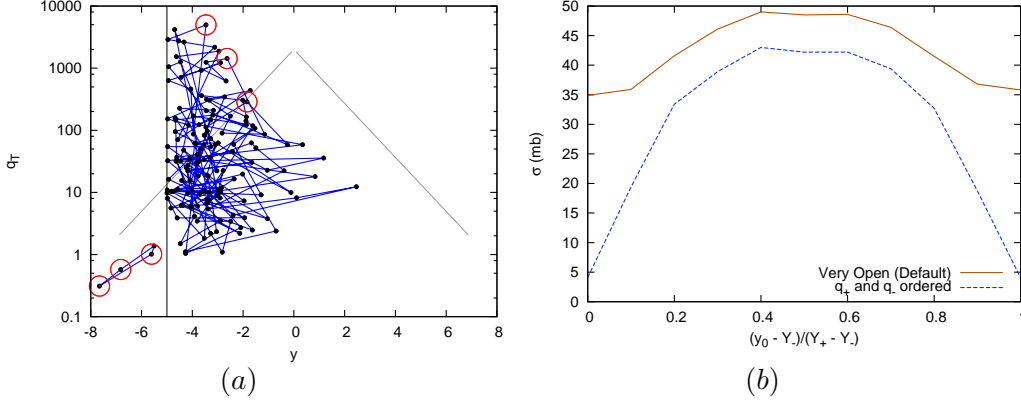 10000
1000
100
10
1
0.1
q_T
-8 -6 -4 -2 0 2 4 6 8
y
(a)
50
45
40
35
30
25
20
15
10
5
0
σ (mb)
Very Open (Default)
q_+ and q_- ordered
0 0.2 0.4 0.6 0.8 1
(y_0 - Y_-)/(Y_+ - Y_-)
(b)